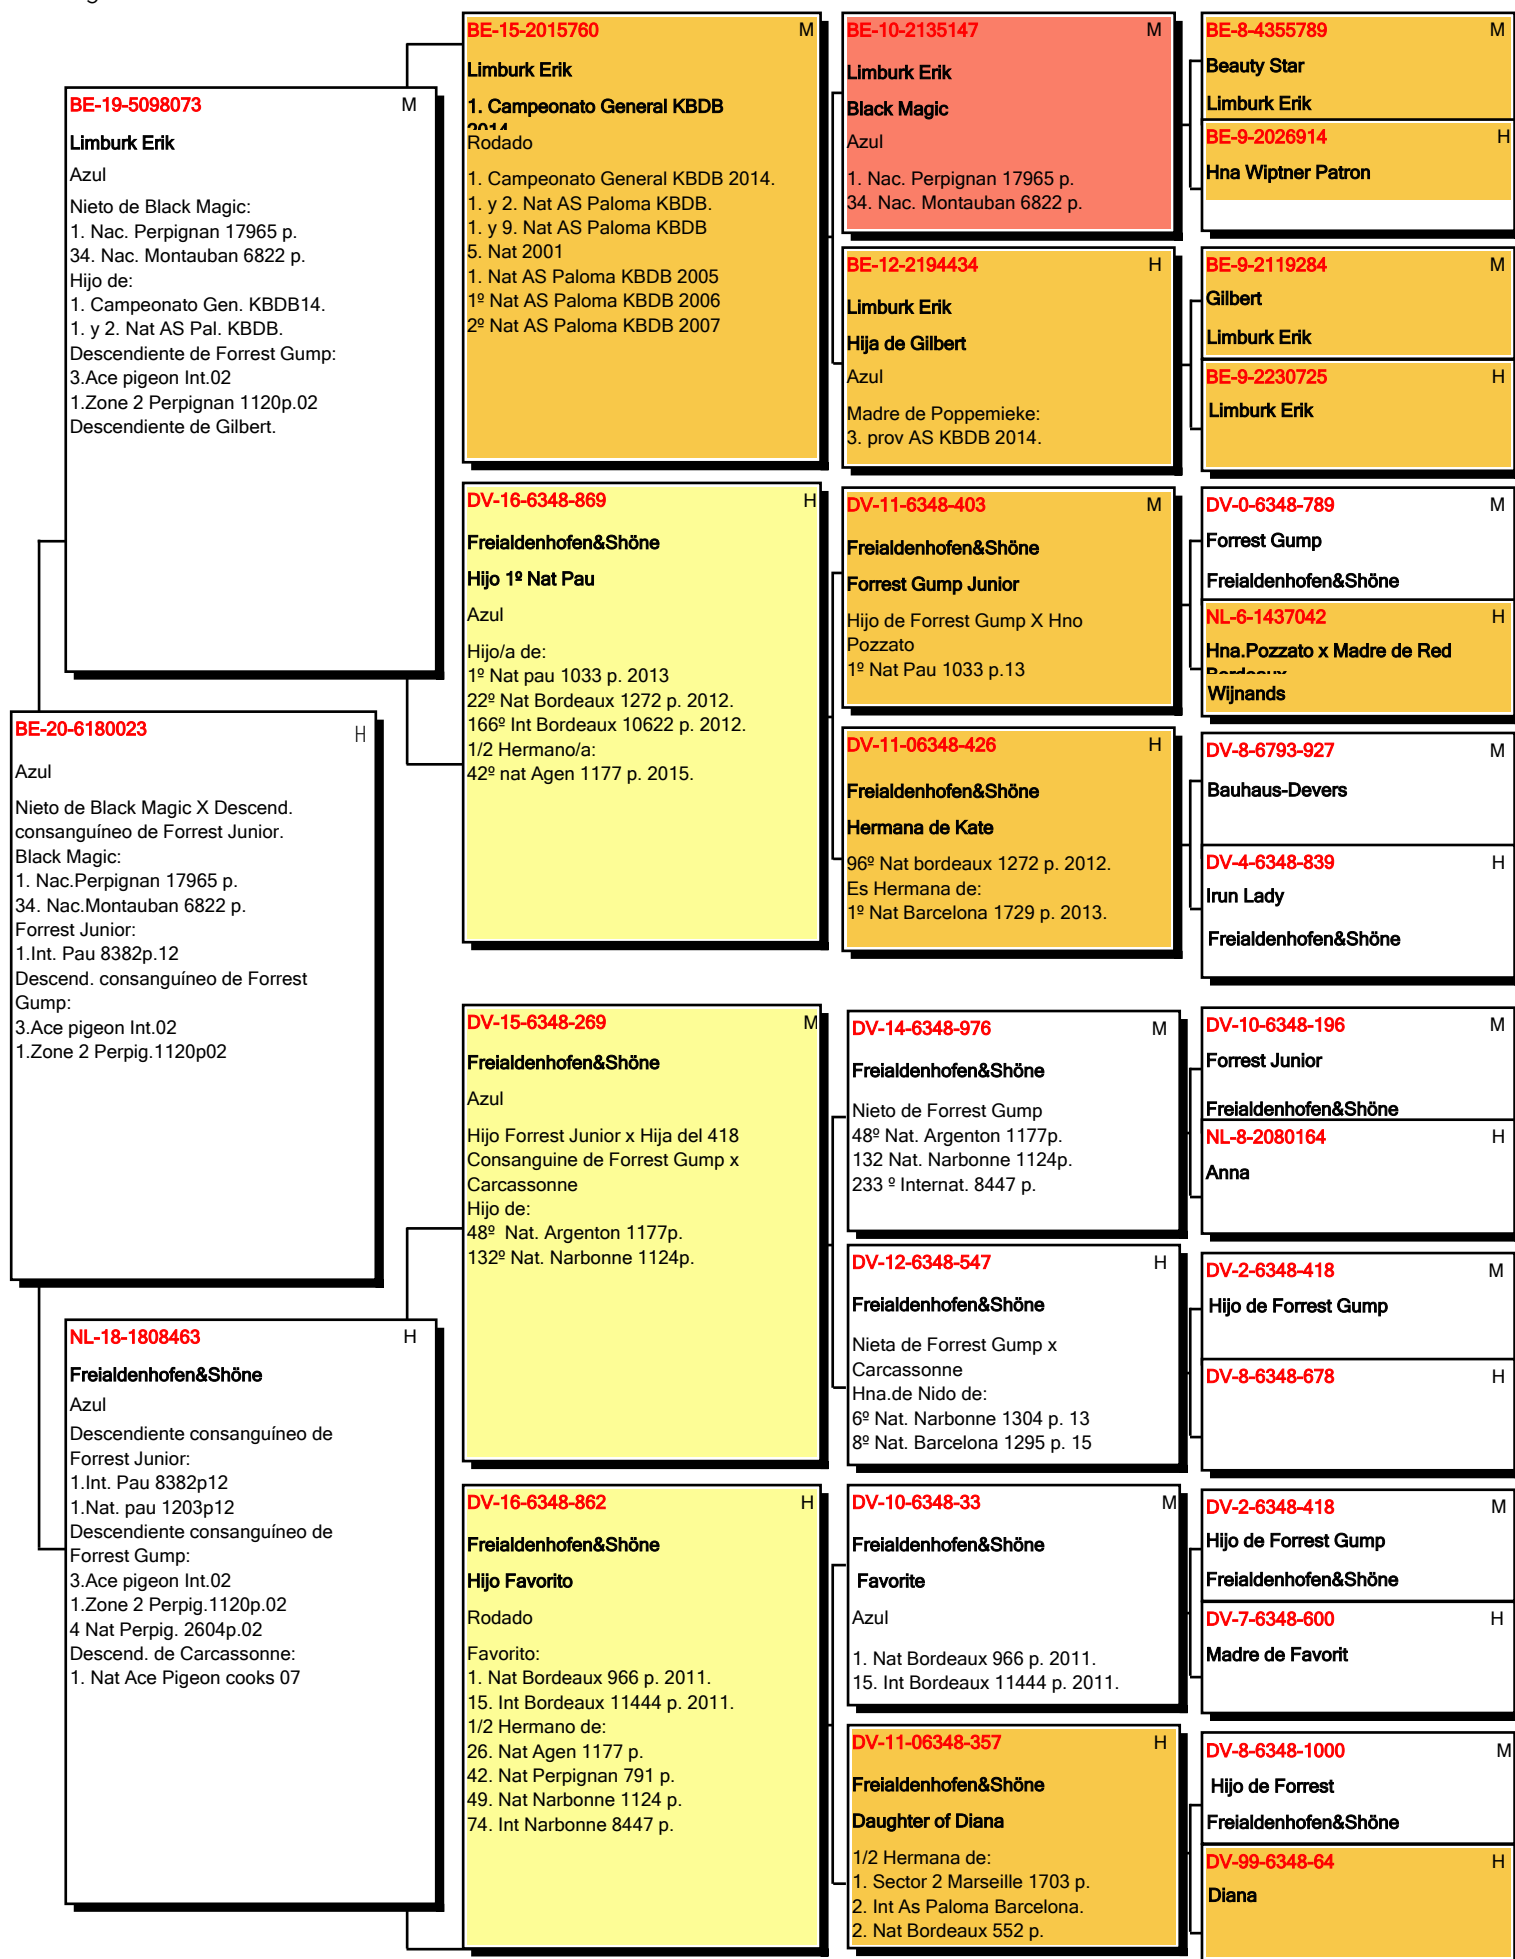 BE-15-2015760 M
Limburk Erik
1. Campeonato General KBDB
2014
Rodado
1. Campeonato General KBDB 2014.
1. y 2. Nat AS Paloma KBDB.
1. y 9. Nat AS Paloma KBDB
5. Nat 2001
1. Nat AS Paloma KBDB 2005
1º Nat AS Paloma KBDB 2006
2º Nat AS Paloma KBDB 2007
BE-10-2135147 M
Limburk Erik
Black Magic
Azul
1. Nac. Perpignan 17965 p.
34. Nac. Montauban 6822 p.
BE-8-4355789 M
Beauty Star
Limburk Erik
BE-9-2026914 H
Hna Wiptner Patron
BE-19-5098073 M
Limburk Erik
Azul
Nieto de Black Magic:
1. Nac. Perpignan 17965 p.
34. Nac. Montauban 6822 p.
Hijo de:
1. Campeonato Gen. KBDB14.
1. y 2. Nat AS Pal. KBDB.
Descendiente de Forrest Gump:
3.Ace pigeon Int.02
1.Zone 2 Perpignan 1120p.02
Descendiente de Gilbert.
BE-12-2194434 H
Limburk Erik
Hija de Gilbert
Azul
Madre de Poppemieke:
3. prov AS KBDB 2014.
BE-9-2119284 M
Gilbert
Limburk Erik
BE-9-2230725 H
Limburk Erik
DV-16-6348-869 H
Freialdenhofen&Shöne
Hijo 1º Nat Pau
Azul
Hijo/a de:
1º Nat pau 1033 p. 2013
22º Nat Bordeaux 1272 p. 2012.
166º Int Bordeaux 10622 p. 2012.
1/2 Hermano/a:
42º nat Agen 1177 p. 2015.
DV-11-6348-403 M
Freialdenhofen&Shöne
Forrest Gump Junior
Hijo de Forrest Gump X Hno
Pozzato
1º Nat Pau 1033 p.13
DV-0-6348-789 M
Forrest Gump
Freialdenhofen&Shöne
NL-6-1437042 H
Hna.Pozzato x Madre de Red
Bordeaux
Wijnands
BE-20-6180023 H
Azul
Nieto de Black Magic X Descend.
consanguíneo de Forrest Junior.
Black Magic:
1. Nac.Perpignan 17965 p.
34. Nac.Montauban 6822 p.
Forrest Junior:
1.Int. Pau 8382p.12
Descend. consanguíneo de Forrest
Gump:
3.Ace pigeon Int.02
1.Zone 2 Perpig.1120p02
DV-11-06348-426 H
Freialdenhofen&Shöne
Hermana de Kate
96º Nat bordeaux 1272 p. 2012.
Es Hermana de:
1º Nat Barcelona 1729 p. 2013.
DV-8-6793-927 M
Bauhaus-Devers
DV-4-6348-839 H
Irun Lady
Freialdenhofen&Shöne
DV-15-6348-269 M
Freialdenhofen&Shöne
Azul
Hijo Forrest Junior x Hija del 418
Consanguine de Forrest Gump x
Carcassonne
Hijo de:
48º Nat. Argenton 1177p.
132º Nat. Narbonne 1124p.
DV-14-6348-976 M
Freialdenhofen&Shöne
Nieto de Forrest Gump
48º Nat. Argenton 1177p.
132 Nat. Narbonne 1124p.
233 º Internat. 8447 p.
DV-10-6348-196 M
Forrest Junior
Freialdenhofen&Shöne
NL-8-2080164 H
Anna
NL-18-1808463 H
Freialdenhofen&Shöne
Azul
Descendiente consanguíneo de
Forrest Junior:
1.Int. Pau 8382p12
1.Nat. pau 1203p12
Descendiente consanguíneo de
Forrest Gump:
3.Ace pigeon Int.02
1.Zone 2 Perpig.1120p.02
4 Nat Perpig. 2604p.02
Descend. de Carcassonne:
1. Nat Ace Pigeon cooks 07
DV-12-6348-547 H
Freialdenhofen&Shöne
Nieta de Forrest Gump x
Carcassonne
Hna.de Nido de:
6º Nat. Narbonne 1304 p. 13
8º Nat. Barcelona 1295 p. 15
DV-2-6348-418 M
Hijo de Forrest Gump
DV-8-6348-678 H
DV-16-6348-862 H
Freialdenhofen&Shöne
Hijo Favorito
Rodado
Favorito:
1. Nat Bordeaux 966 p. 2011.
15. Int Bordeaux 11444 p. 2011.
1/2 Hermano de:
26. Nat Agen 1177 p.
42. Nat Perpignan 791 p.
49. Nat Narbonne 1124 p.
74. Int Narbonne 8447 p.
DV-10-6348-33 M
Freialdenhofen&Shöne
Favorite
Azul
1. Nat Bordeaux 966 p. 2011.
15. Int Bordeaux 11444 p. 2011.
DV-2-6348-418 M
Hijo de Forrest Gump
Freialdenhofen&Shöne
DV-7-6348-600 H
Madre de Favorit
DV-11-06348-357 H
Freialdenhofen&Shöne
Daughter of Diana
1/2 Hermana de:
1. Sector 2 Marseille 1703 p.
2. Int As Paloma Barcelona.
2. Nat Bordeaux 552 p.
DV-8-6348-1000 M
Hijo de Forrest
Freialdenhofen&Shöne
DV-99-6348-64 H
Diana